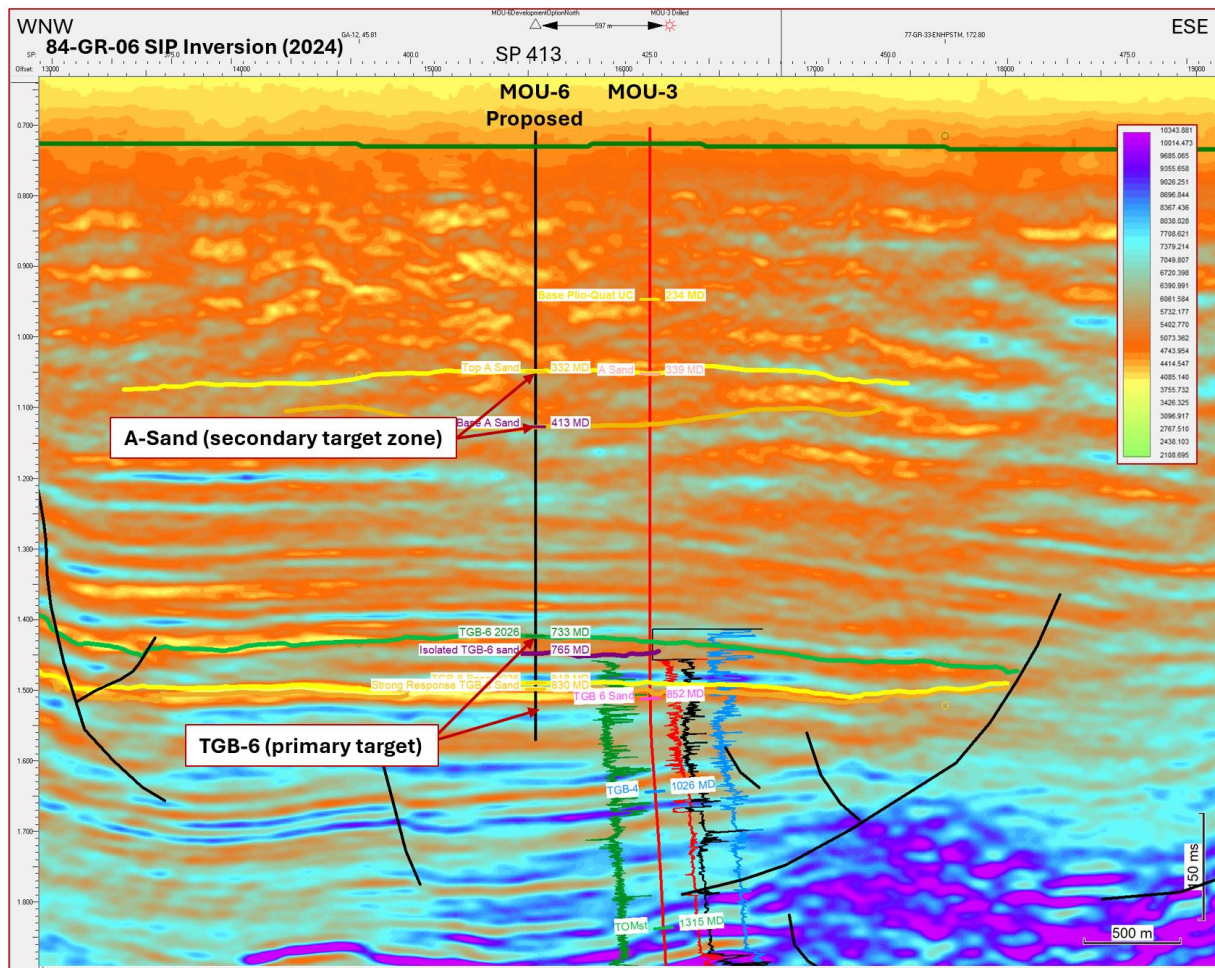 WNW
ESE
84-GR-06 SIP Inversion (2024)
MOU-6DevelopmentOptionNorth
MOU-3 Drilled
537 m
GA-12, 45.81
77-GR-33-ENHPSTM, 172.80
SP 413
SP:
375.0
400.
425.0
450.0
475.0
Offset:
13000
14000
15000
16000
17000
18000
19000
MOU-6
Proposed
MOU-3
0.700
0.800
0.900
1.000
1.100
1.200
1.300
1.400
1.500
1.600
1.700
1.800
10343.881
10014.473
9685.065
9355.658
9026.251
8696.844
8367.436
8038.028
7708.621
7379.214
7049.807
6720.398
6390.991
6061.584
5732.177
5402.770
5073.362
4743.954
4414.547
4085.140
3755.732
3426.325
3096.917
2767.510
2438.103
2108.695
Base Plio-Quat UC
234 MD
Top A Sand
332 MD
A Sand
339 MD
Base A Sand
413 MD
A-Sand (secondary target zone)
TGB-6 2026
733 MD
Isolated TGB-6 sand
765 MD
Strong Response TGB-6 Sand
830 MD
TGB 6 Sand
852 MD
TGB-6 (primary target)
TGB-4
1026 MD
TOMst
1315 MD
150 ms
500 m